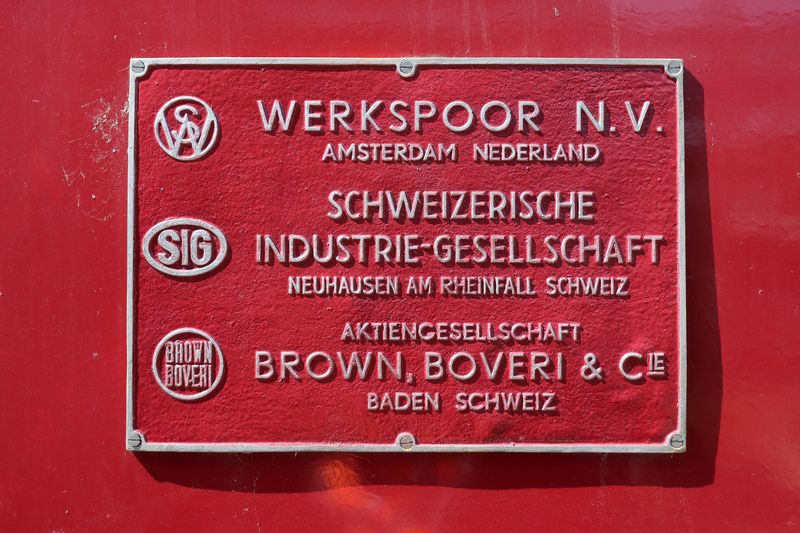 WSA
WERKSPOOR N.V.
AMSTERDAM NEDERLAND
SIG
SCHWEIZERISCHE
INDUSTRIE-GESELLSCHAFT
NEUHAUSEN AM RHEINFALL SCHWEIZ
BROWN
BOVERI
AKTIENGESELLSCHAFT
BROWN, BOVERI & CIE
BADEN SCHWEIZ